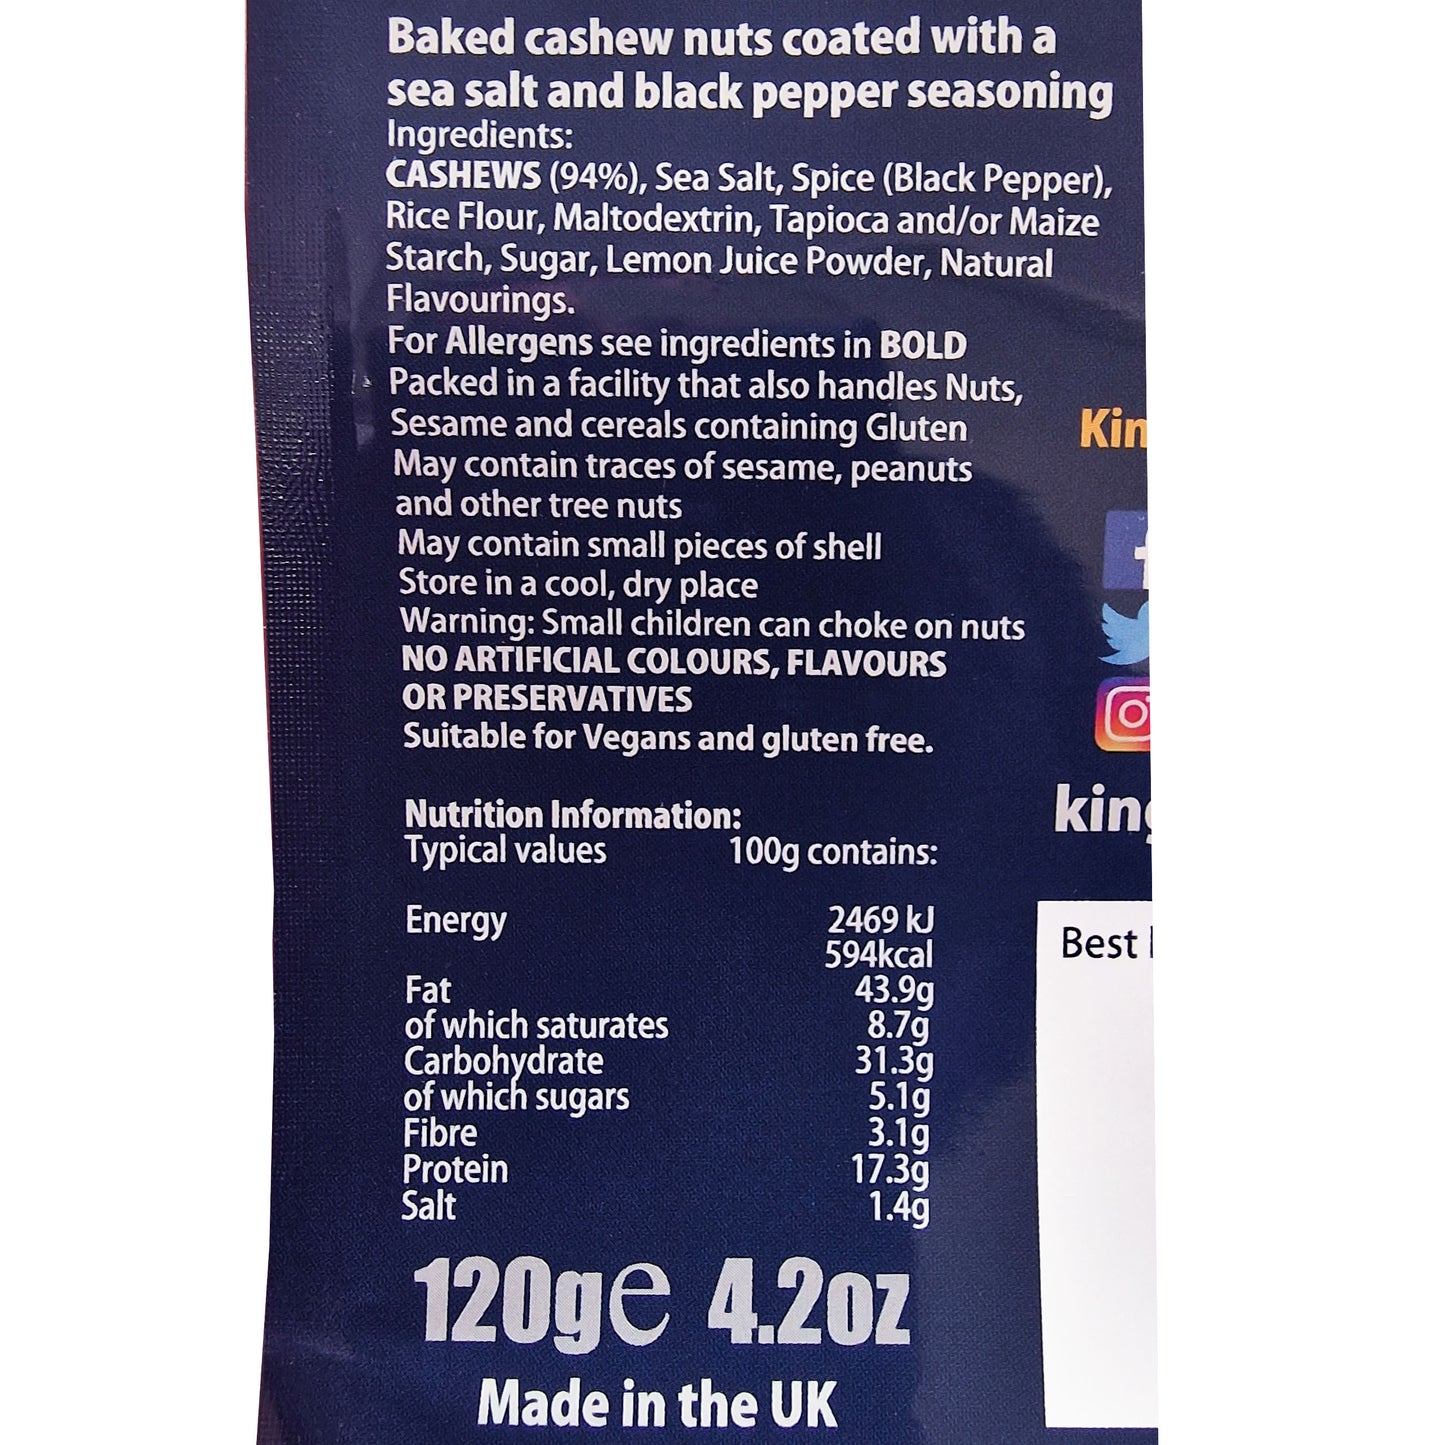 Baked cashew nuts coated with a
sea salt and black pepper seasoning
Ingredients:
CASHEWS (94%), Sea Salt, Spice (Black Pepper),
Rice Flour, Maltodextrin, Tapioca and/or Maize
Starch, Sugar, Lemon Juice Powder, Natural
Flavourings.
For Allergens see ingredients in BOLD
Packed in a facility that also handles Nuts,
Sesame and cereals containing Gluten
May contain traces of sesame, peanuts
and other tree nuts
May contain small pieces of shell
Store in a cool, dry place
Warning: Small children can choke on nuts
NO ARTIFICIAL COLOURS, FLAVOURS
OR PRESERVATIVES
Suitable for Vegans and gluten free.
Nutrition Information:
Typical values 100g contains:
Energy 2469 kJ
594kcal
Fat 43.9g
of which saturates 8.7g
Carbohydrate 31.3g
of which sugars 5.1g
Fibre 3.1g
Protein 17.3g
Salt 1.4g
120ge 4.2oz
Made in the UK
Best